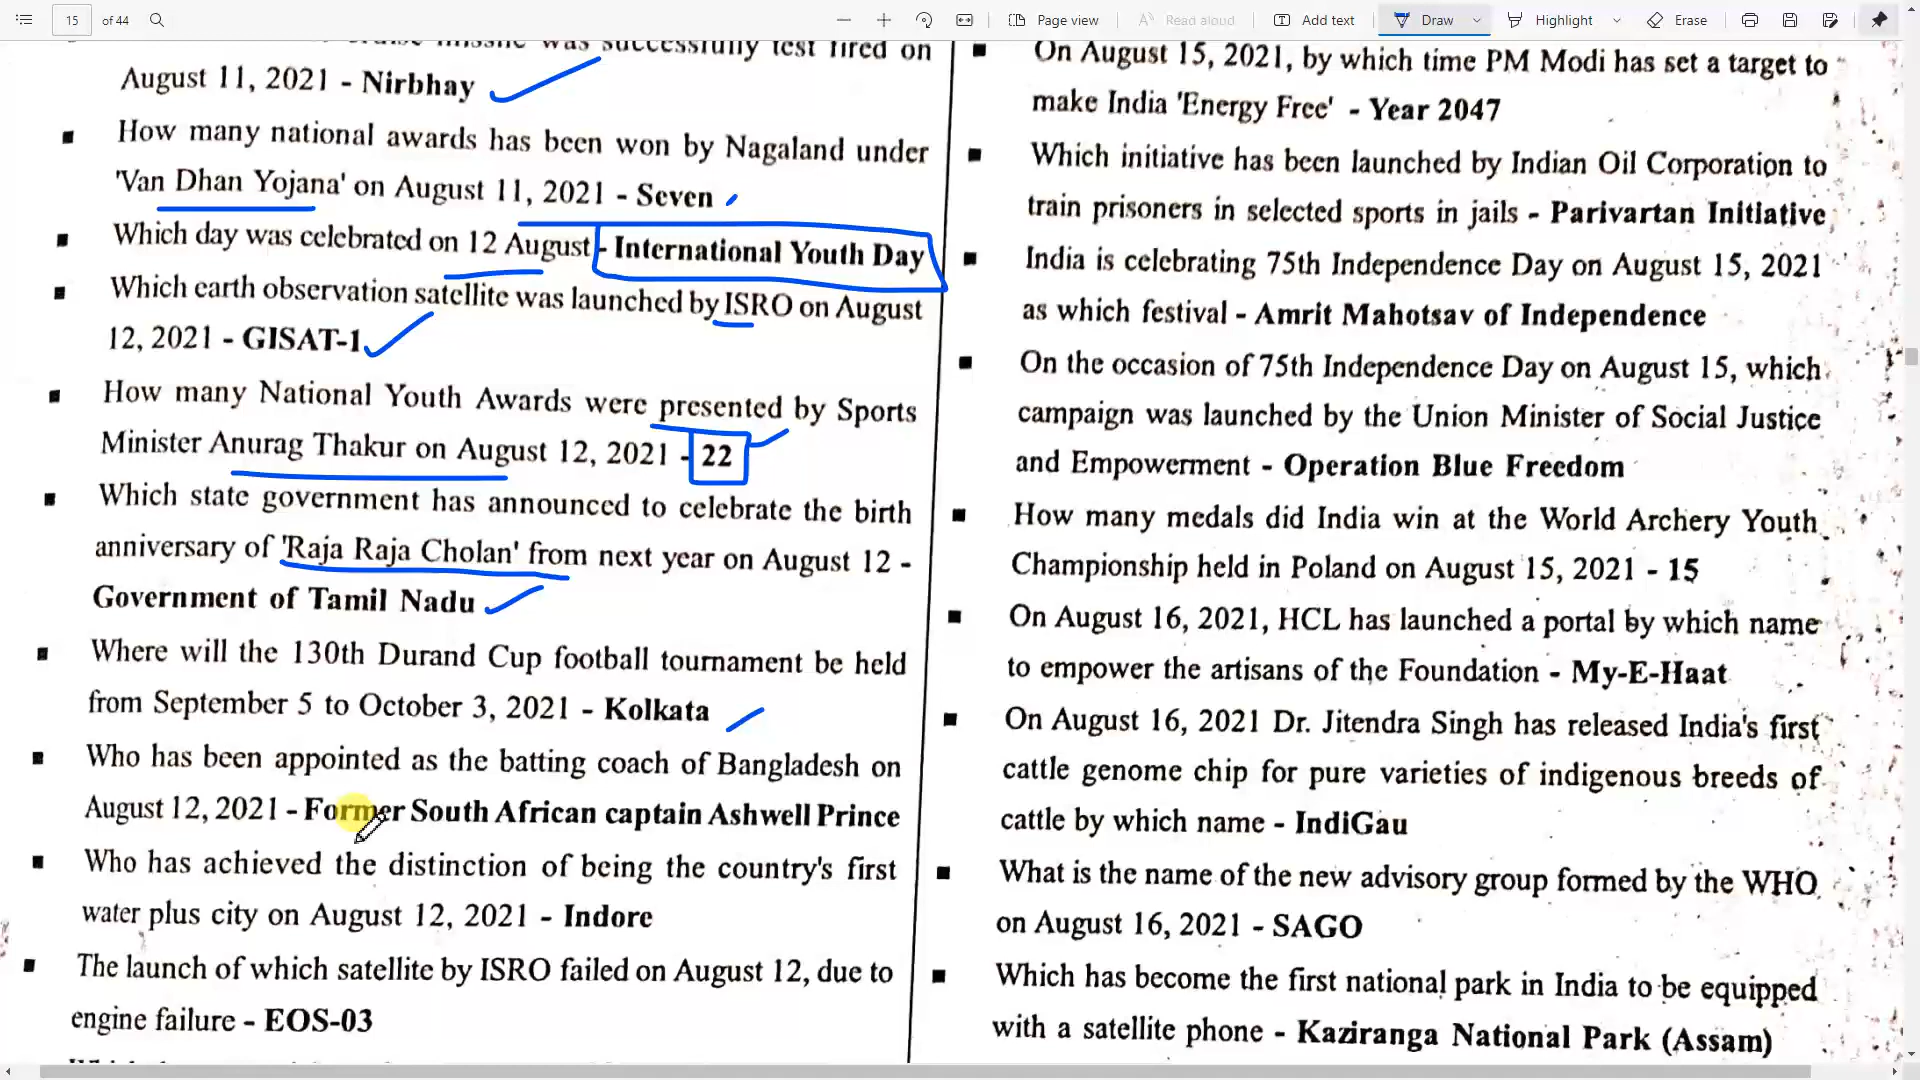 15
of 44
Page view
Read aloud
Add text
Draw
Highlight
Erase
missile was successfully test fired on
August 11, 2021 - Nirbhay
How many national awards has been won by Nagaland under
'Van Dhan Yojana' on August 11, 2021 - Seven
Which day was celebrated on 12 August - International Youth Day
Which earth observation satellite was launched by ISRO on August
12, 2021 - GISAT-1
How many National Youth Awards were presented by Sports
Minister Anurag Thakur on August 12, 2021 - 22
Which state government has announced to celebrate the birth
anniversary of 'Raja Raja Cholan' from next year on August 12 -
Government of Tamil Nadu
Where will the 130th Durand Cup football tournament be held
from September 5 to October 3, 2021 - Kolkata
Who has been appointed as the batting coach of Bangladesh on
August 12, 2021 - Former South African captain Ashwell Prince
Who has achieved the distinction of being the country's first
water plus city on August 12, 2021 - Indore
The launch of which satellite by ISRO failed on August 12, due to
engine failure - EOS-03
On August 15, 2021, by which time PM Modi has set a target to
make India 'Energy Free' - Year 2047
Which initiative has been launched by Indian Oil Corporation to
train prisoners in selected sports in jails - Parivartan Initiative
India is celebrating 75th Independence Day on August 15, 2021
as which festival - Amrit Mahotsav of Independence
On the occasion of 75th Independence Day on August 15, which
campaign was launched by the Union Minister of Social Justice
and Empowerment - Operation Blue Freedom
How many medals did India win at the World Archery Youth
Championship held in Poland on August 15, 2021 - 15
On August 16, 2021, HCL has launched a portal by which name
to empower the artisans of the Foundation - My-E-Haat
On August 16, 2021 Dr. Jitendra Singh has released India's first
cattle genome chip for pure varieties of indigenous breeds of
cattle by which name - IndiGau
What is the name of the new advisory group formed by the WHO
on August 16, 2021 - SAGO
Which has become the first national park in India to be equipped
with a satellite phone - Kaziranga National Park (Assam)